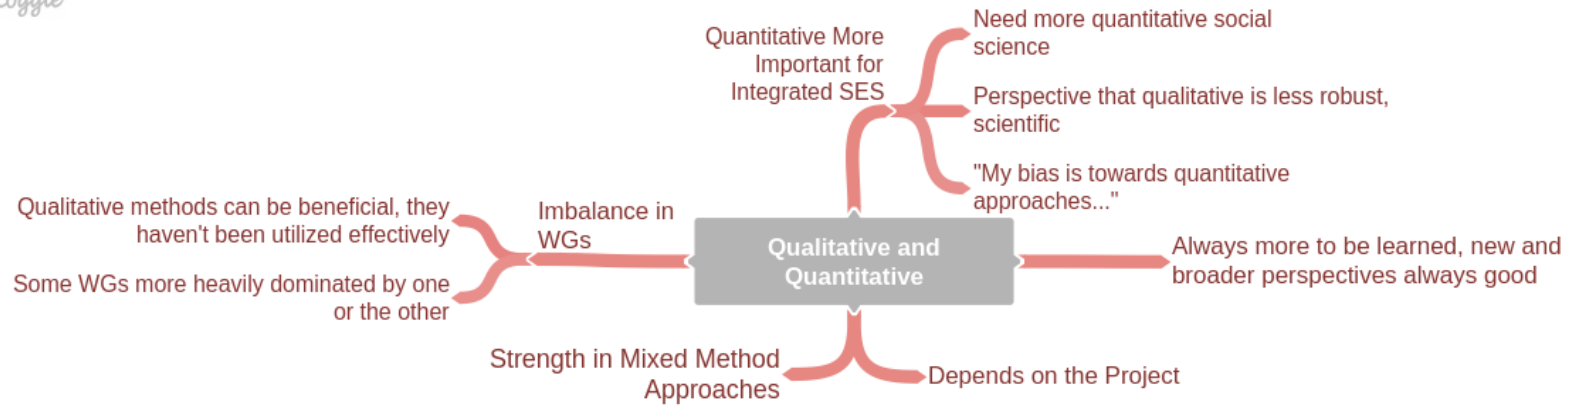 Quantitative More
Important for
Integrated SES
Need more quantitative social
science
Perspective that qualitative is less robust,
scientific
"My bias is towards quantitative
approaches..."
Qualitative methods can be beneficial, they
haven't been utilized effectively
Some WGs more heavily dominated by one
or the other
Imbalance in
WGs
Qualitative and
Quantitative
Always more to be learned, new and
broader perspectives always good
Strength in Mixed Method
Approaches
Depends on the Project